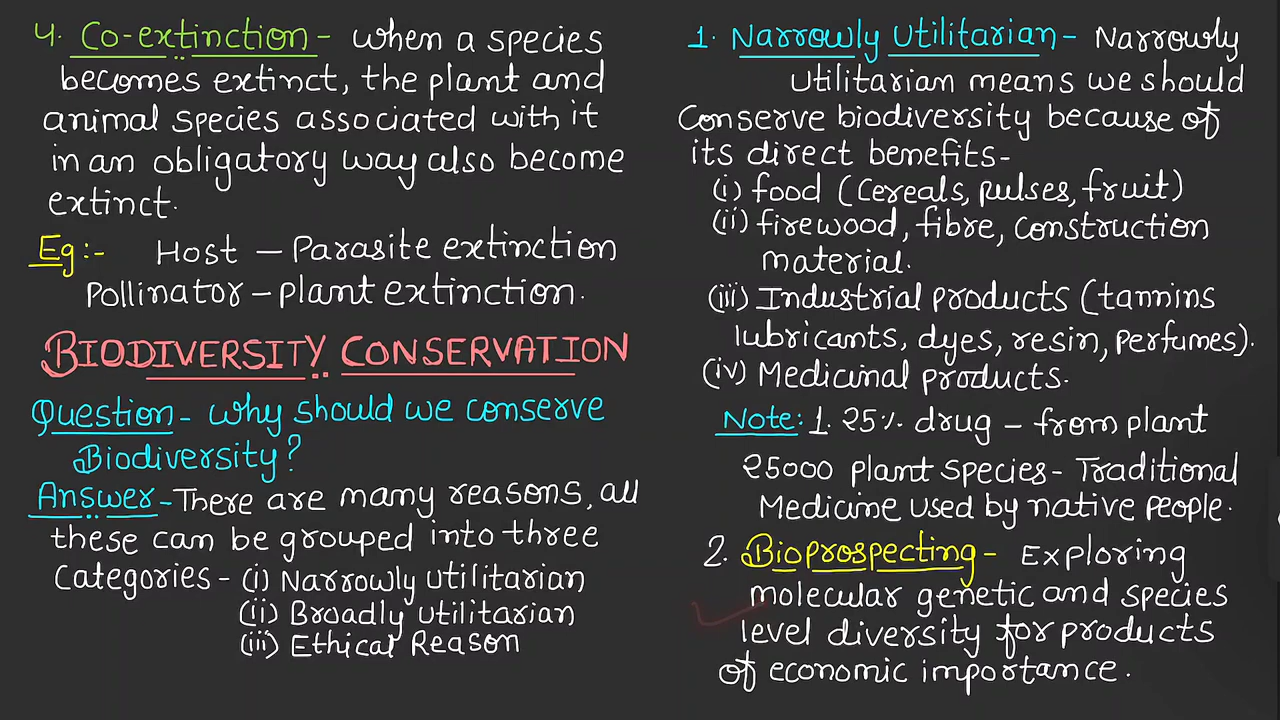 4. Co-extinction - when a species
becomes extinct, the plant and
animal species associated with it
in an obligatory way also become
extinct.
Eg:- Host – Parasite extinction
Pollinator – plant extinction.
BIODIVERSITY CONSERVATION
Question - why should we conserve
Biodiversity?
Answer - There are many reasons, all
these can be grouped into three
categories - (i) Narrowly utilitarian
(ii) Broadly utilitarian
(iii) Ethical Reason
1. Narrowly Utilitarian - Narrowly
Utilitarian means we should
conserve biodiversity because of
its direct benefits-
(i) food (cereals, pulses, fruit)
(ii) firewood, fibre, construction
material.
(iii) Industrial products (tannins
lubricants, dyes, resin, perfumes).
(iv) Medicinal products.
Note: 1. 25% drug – from plant
25000 plant species - Traditional
Medicine used by native people.
2. Bioprospecting - Exploring
molecular genetic and species
level diversity for products
of economic importance.